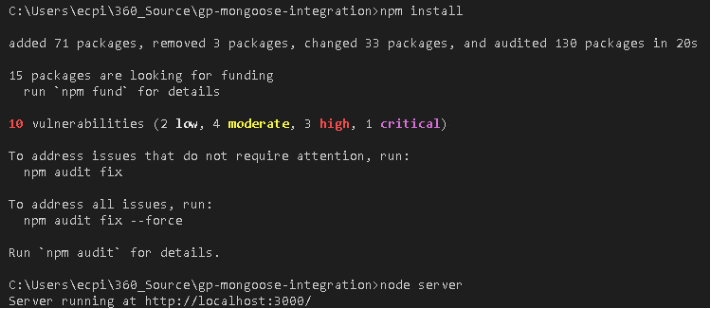 C:\Users\ecpi\360_Source\gp-mongoose-integration>npm install
added 71 packages, removed 3 packages, changed 33 packages, and audited 130 packages in 20s
15 packages are looking for funding
run `npm fund` for details
10 vulnerabilities (2 low, 4 moderate, 3 high, 1 critical)
To address issues that do not require attention, run:
npm audit fix
To address all issues, run:
npm audit fix --force
Run `npm audit` for details.
C:\Users\ecpi\360_Source\gp-mongoose-integration>node server
Server running at http://localhost:3000/